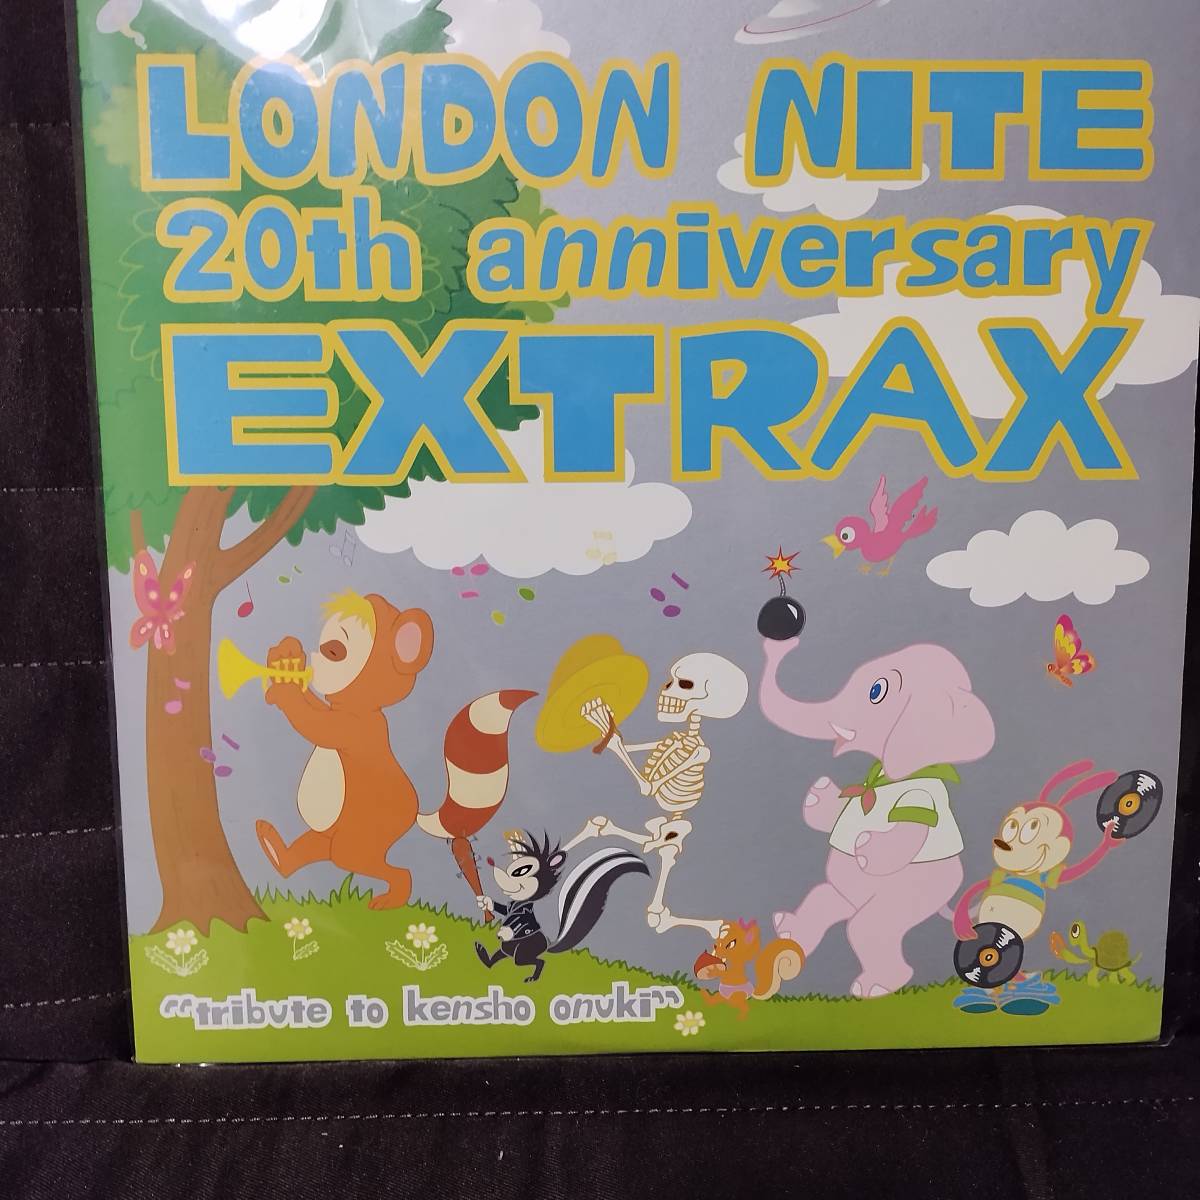 LONDON NITE
20th anniversary
EXTRAX
"tribute to kensho onuki"